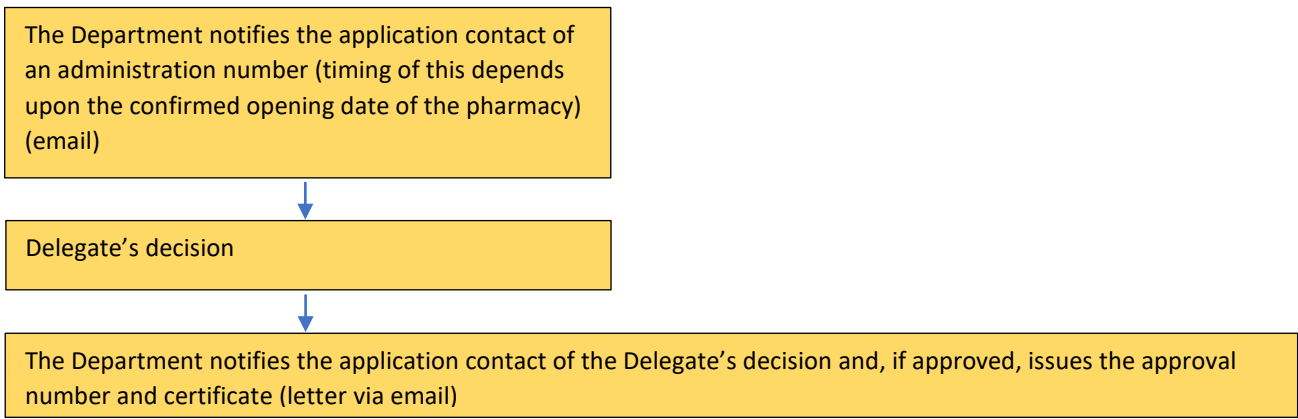 The Department notifies the application contact of
an administration number (timing of this depends
upon the confirmed opening date of the pharmacy)
(email)
Delegate’s decision
The Department notifies the application contact of the Delegate’s decision and, if approved, issues the approval
number and certificate (letter via email)